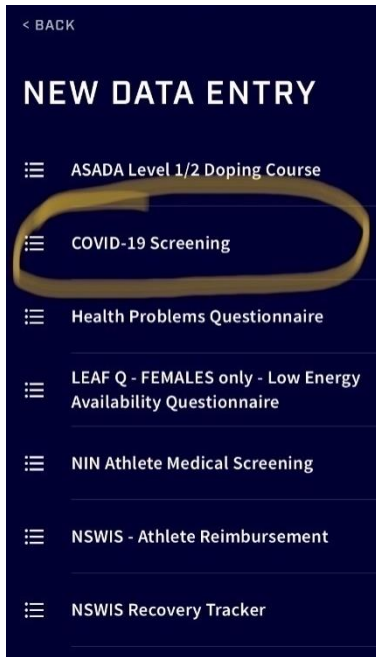 < BACK
NEW DATA ENTRY
ASADA Level 1/2 Doping Course
COVID-19 Screening
Health Problems Questionnaire
LEAF Q - FEMALES only - Low Energy
Availability Questionnaire
NIN Athlete Medical Screening
NSWIS - Athlete Reimbursement
NSWIS Recovery Tracker